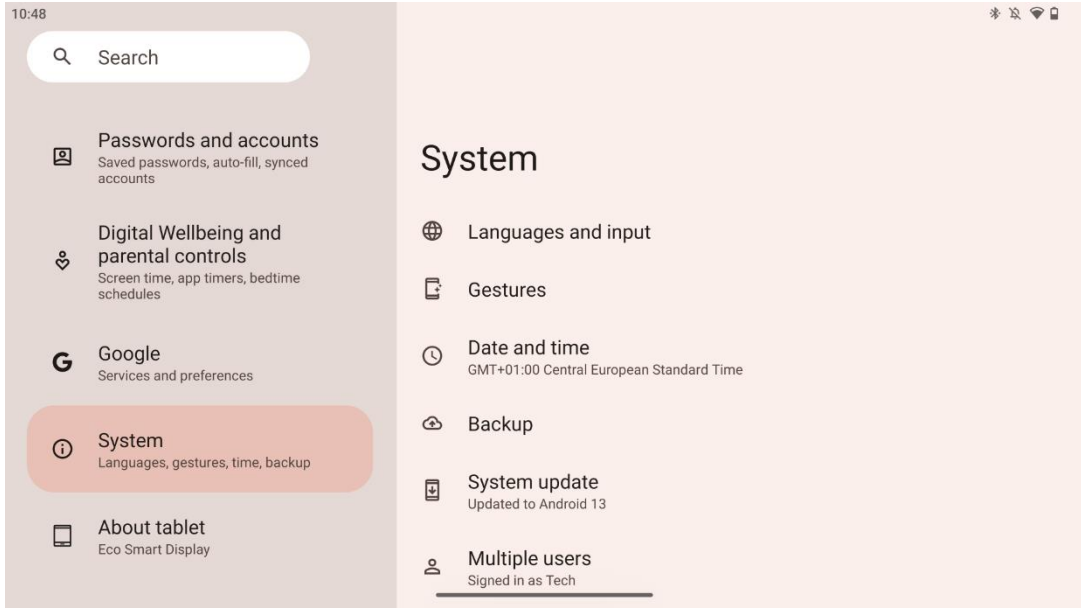 10:48
Search
Passwords and accounts
Saved passwords, auto-fill, synced
accounts
Digital Wellbeing and
parental controls
Screen time, app timers, bedtime
schedules
Google
Services and preferences
System
Languages, gestures, time, backup
About tablet
Eco Smart Display
System
Languages and input
Gestures
Date and time
GMT+01:00 Central European Standard Time
Backup
System update
Updated to Android 13
Multiple users
Signed in as Tech